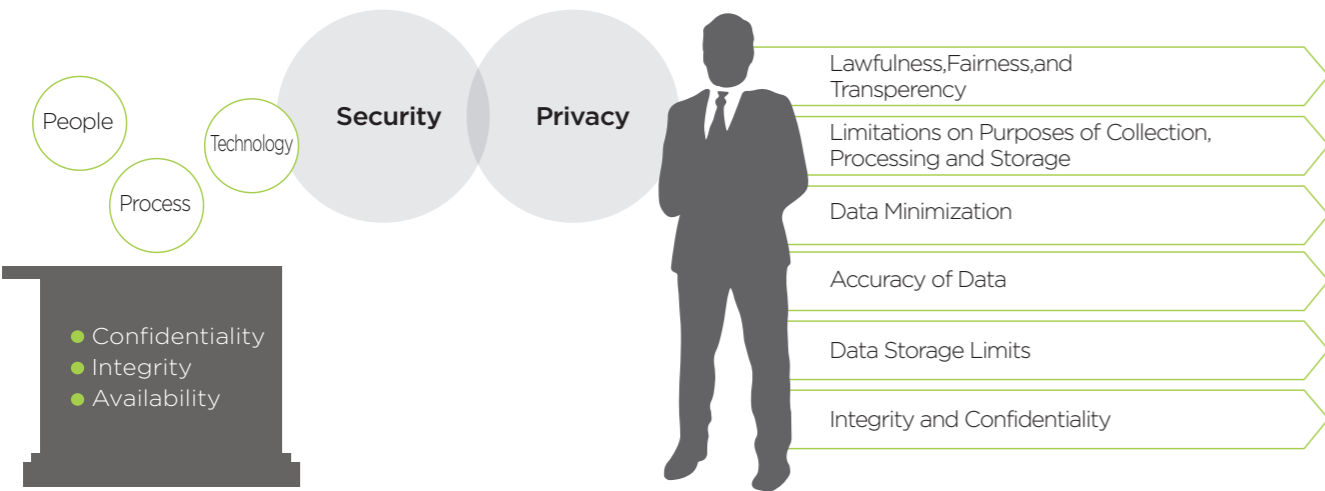 People
Process
Technology
Confidentiality
Integrity
Availability
Security
Privacy
Lawfulness,Fairness,and
Transperency
Limitations on Purposes of Collection,
Processing and Storage
Data Minimization
Accuracy of Data
Data Storage Limits
Integrity and Confidentiality